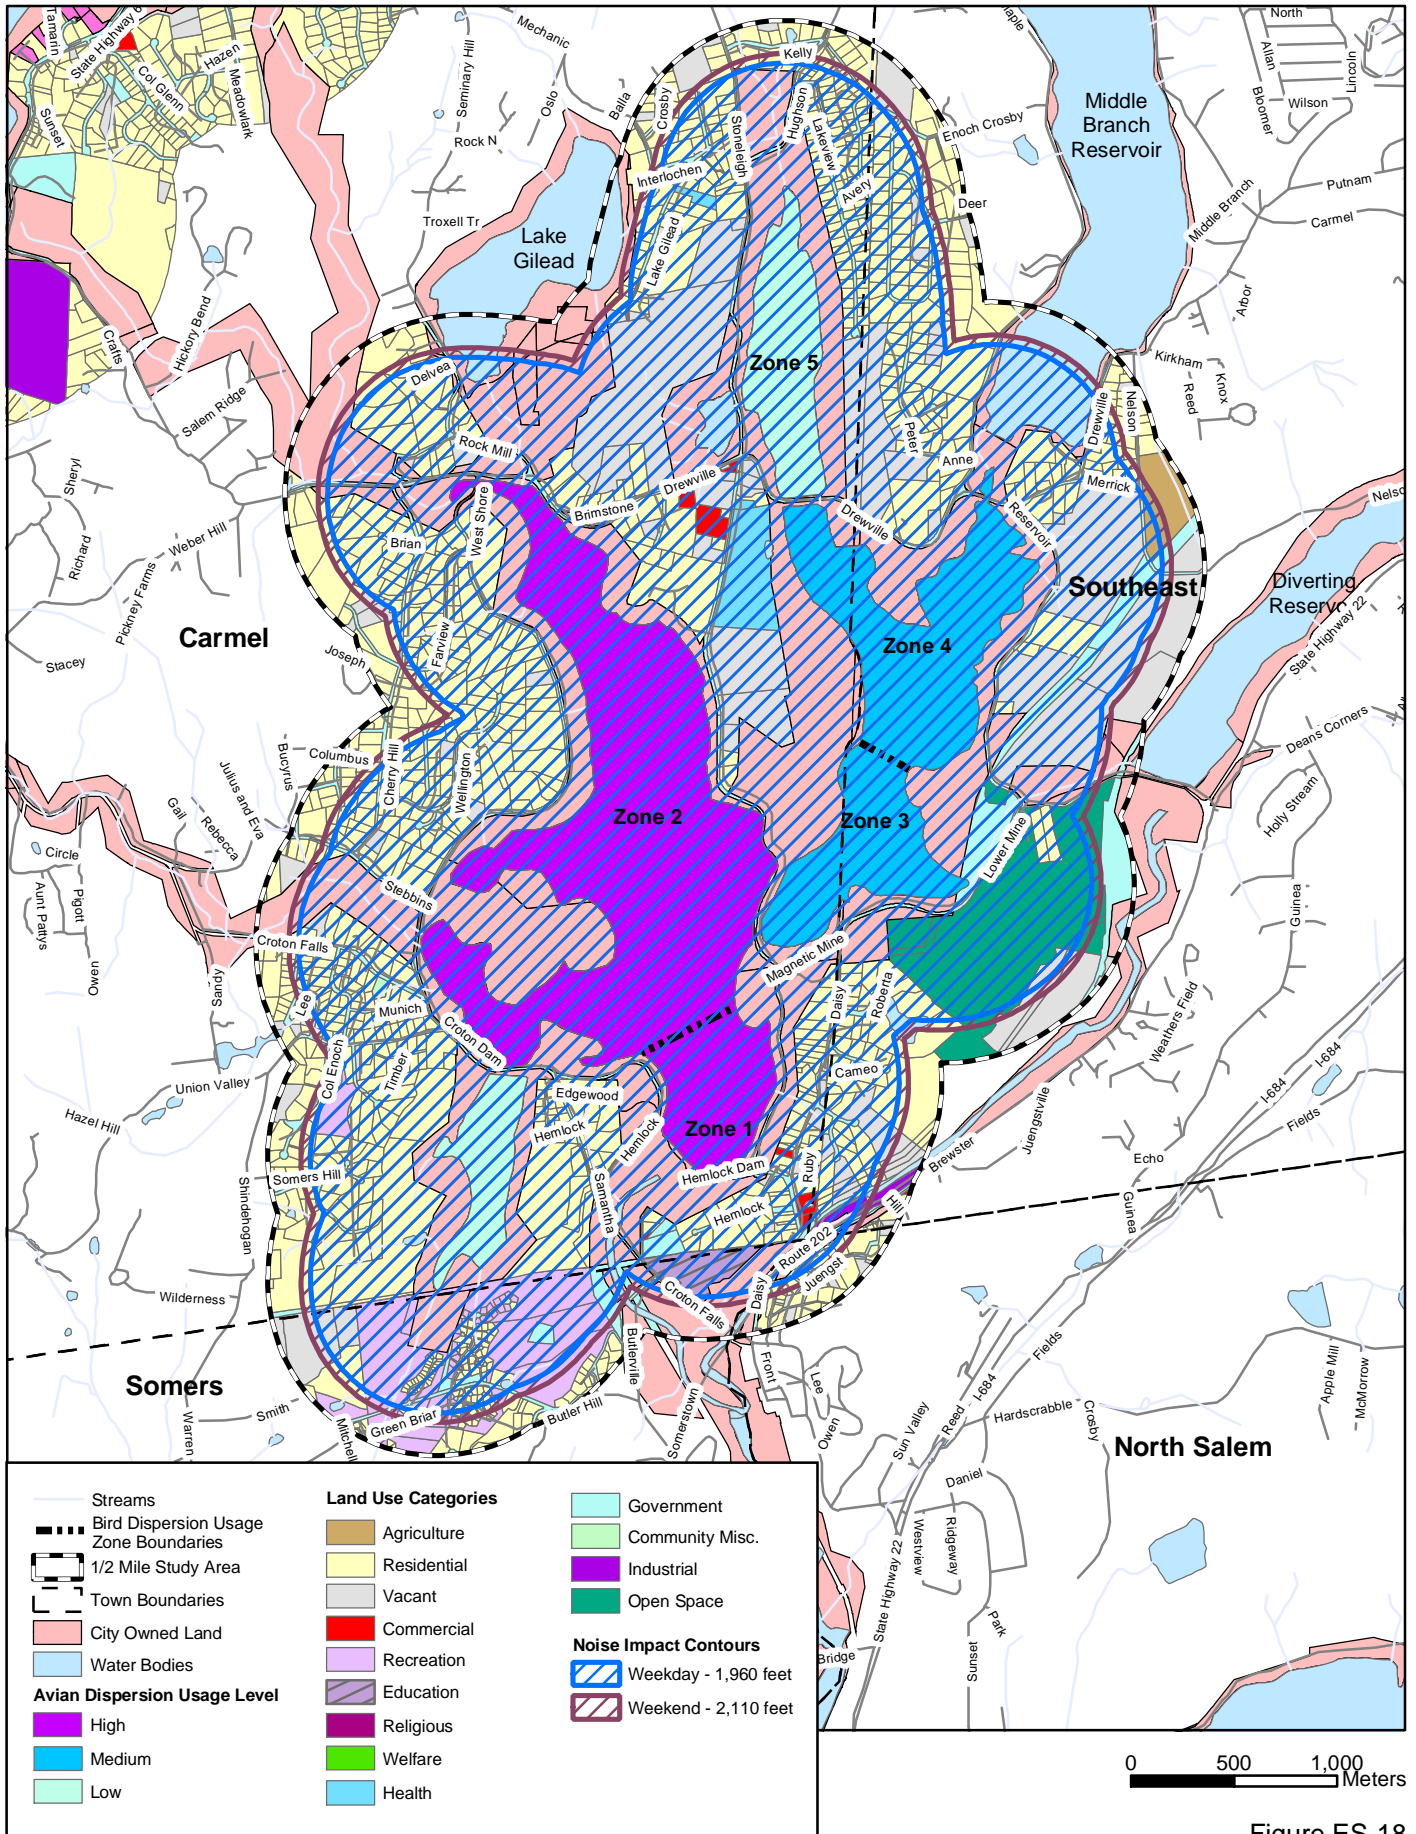 Tamarin
State Highway 6
Col Glenn
Hazen
Meadowlark
Sunset
Seminary Hill
Mechanic
Oslo
Rock N
Balla
Troxell Tr
Crosby
Kelly
Stoneleigh
Hughson
Lakeview
Avery
Interlochen
Lake Gilead
Lake
Gilead
Enoch Crosby
Deer
Middle
Branch
Reservoir
North
Allan
Bloomer
Lincoln
Wilson
Putnam
Carmel
Middle Branch
Arbor
Kirkham
Knox
Reed
Nelson
Drewville
Merrick
Crafts
Hickory Bend
Salem Ridge
Delvea
Rock Mill
Zone 5
Peter
Anne
Drewville
Brimstone
West Shore
Brian
Drewville
Reservoir
Sheryl
Richard
Weber Hill
Pickney Farms
Stacey
Carmel
Joseph
Farview
Southeast
Zone 4
Diverting
State Highway 22
Deans Corners
Holly Stream
Guinea
Columbus
Bucyrus
Julius and Eva
Gail
Rebecca
Cherry Hill
Wellington
Zone 2
Zone 3
Lower Mine
Circle
Aunt Pattys
Pigott
Owen
Sandy
Stebbins
Croton Falls
Lee
Munich
Croton Dam
Magnetic Mine
Daisy
Roberta
Cameo
Weathers Field
Union Valley
Hazel Hill
Col Enoch
Timber
Edgewood
Hemlock
Hemlock
Zone 1
Hemlock Dam
Ruby
Brewster
Juengstville
I-684
I-684
Fields
Echo
Guinea
Somers Hill
Shindehogan
Samantha
Hemlock
Hill
Route 202
Juengst
Daisy
Croton Falls
Wilderness
Somers
Smith
Warren
Mitchell
Green Briar
Butler Hill
Butlerville
Somerstown
Front
Lee
Owen
Sun Valley
Reed
I-684
Fields
Hardscrabble
Crosby
Apple Mill
McMorrow
North Salem
Daniel
Ridgeway
Westview
State Highway 22
Park
Sunset
Bridge
Streams
Bird Dispersion Usage
Zone Boundaries
1/2 Mile Study Area
Town Boundaries
City Owned Land
Water Bodies
Avian Dispersion Usage Level
High
Medium
Low
Land Use Categories
Agriculture
Residential
Vacant
Commercial
Recreation
Education
Religious
Welfare
Health
Government
Community Misc.
Industrial
Open Space
Noise Impact Contours
Weekday - 1,960 feet
Weekend - 2,110 feet
0 500 1,000
Meters
Figure ES-18